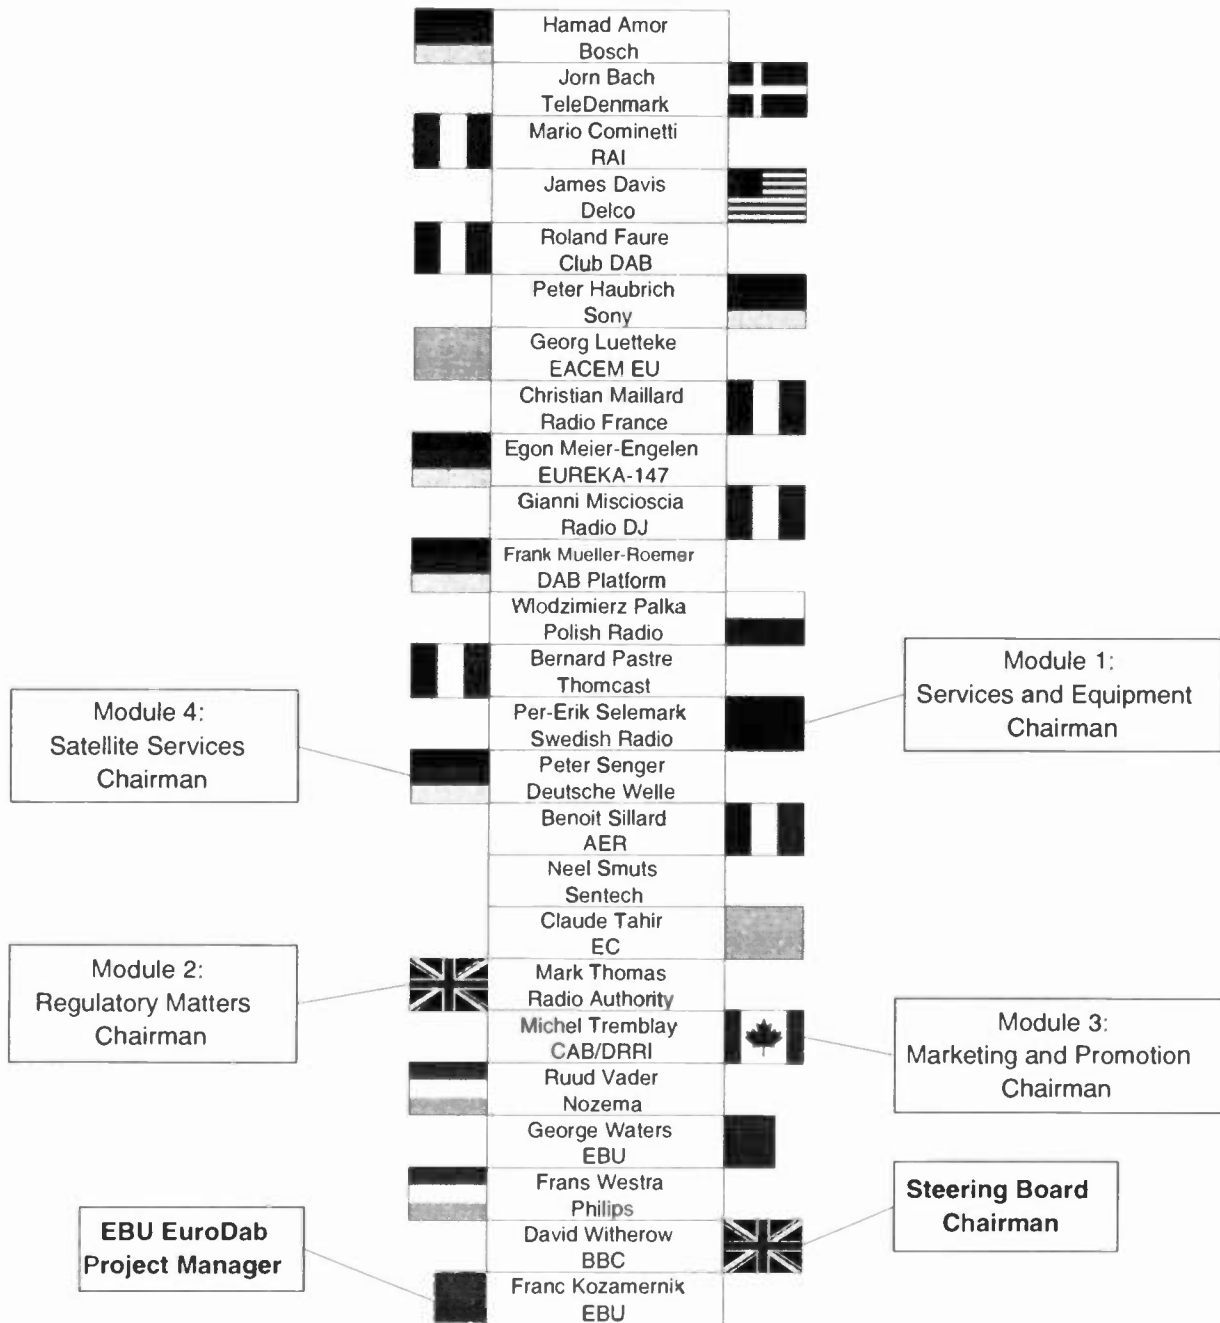 Hamad Amor
Bosch
Jorn Bach
TeleDenmark
Mario Cominetti
RAI
James Davis
Delco
Roland Faure
Club DAB
Peter Haubrich
Sony
Georg Luetteke
EACEM EU
Christian Maillard
Radio France
Egon Meier-Engelen
EUREKA-147
Gianni Miscioscia
Radio DJ
Frank Mueller-Roemer
DAB Platform
Wlodzimierz Palka
Polish Radio
Bernard Pastre
Thomcast
Per-Erik Selemark
Swedish Radio
Peter Senger
Deutsche Welle
Benoit Sillard
AER
Neel Smuts
Sentech
Claude Tahir
EC
Mark Thomas
Radio Authority
Michel Tremblay
CAB/DRRI
Ruud Vader
Nozema
George Waters
EBU
Frans Westra
Philips
David Witherow
BBC
Franc Kozamernik
EBU
Module 1:
Services and Equipment
Chairman
Module 4:
Satellite Services
Chairman
Module 2:
Regulatory Matters
Chairman
Module 3:
Marketing and Promotion
Chairman
Steering Board
Chairman
EBU EuroDab
Project Manager